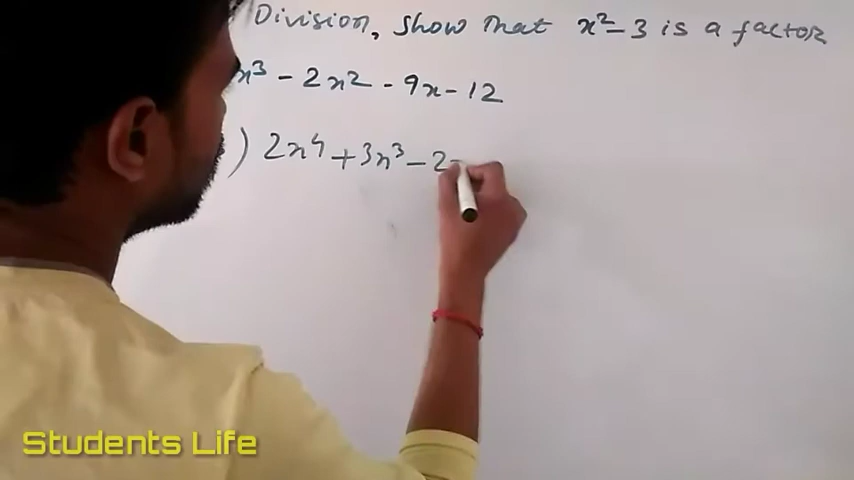 Division, show that x² - 3 is a factor
x³ - 2x² - 9x - 12
) 2x⁴ + 3x³ - 2
Students Life